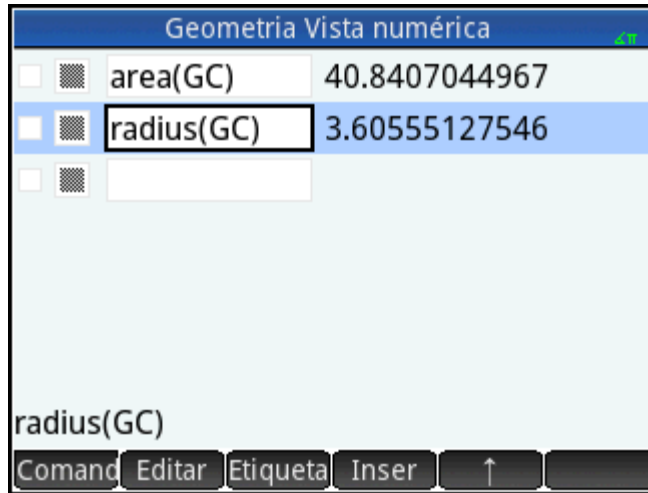 Geometria Vista numérica
∡π
area(GC) 40.8407044967
radius(GC) 3.60555127546
radius(GC)
Comand Editar Etiqueta Inser ↑